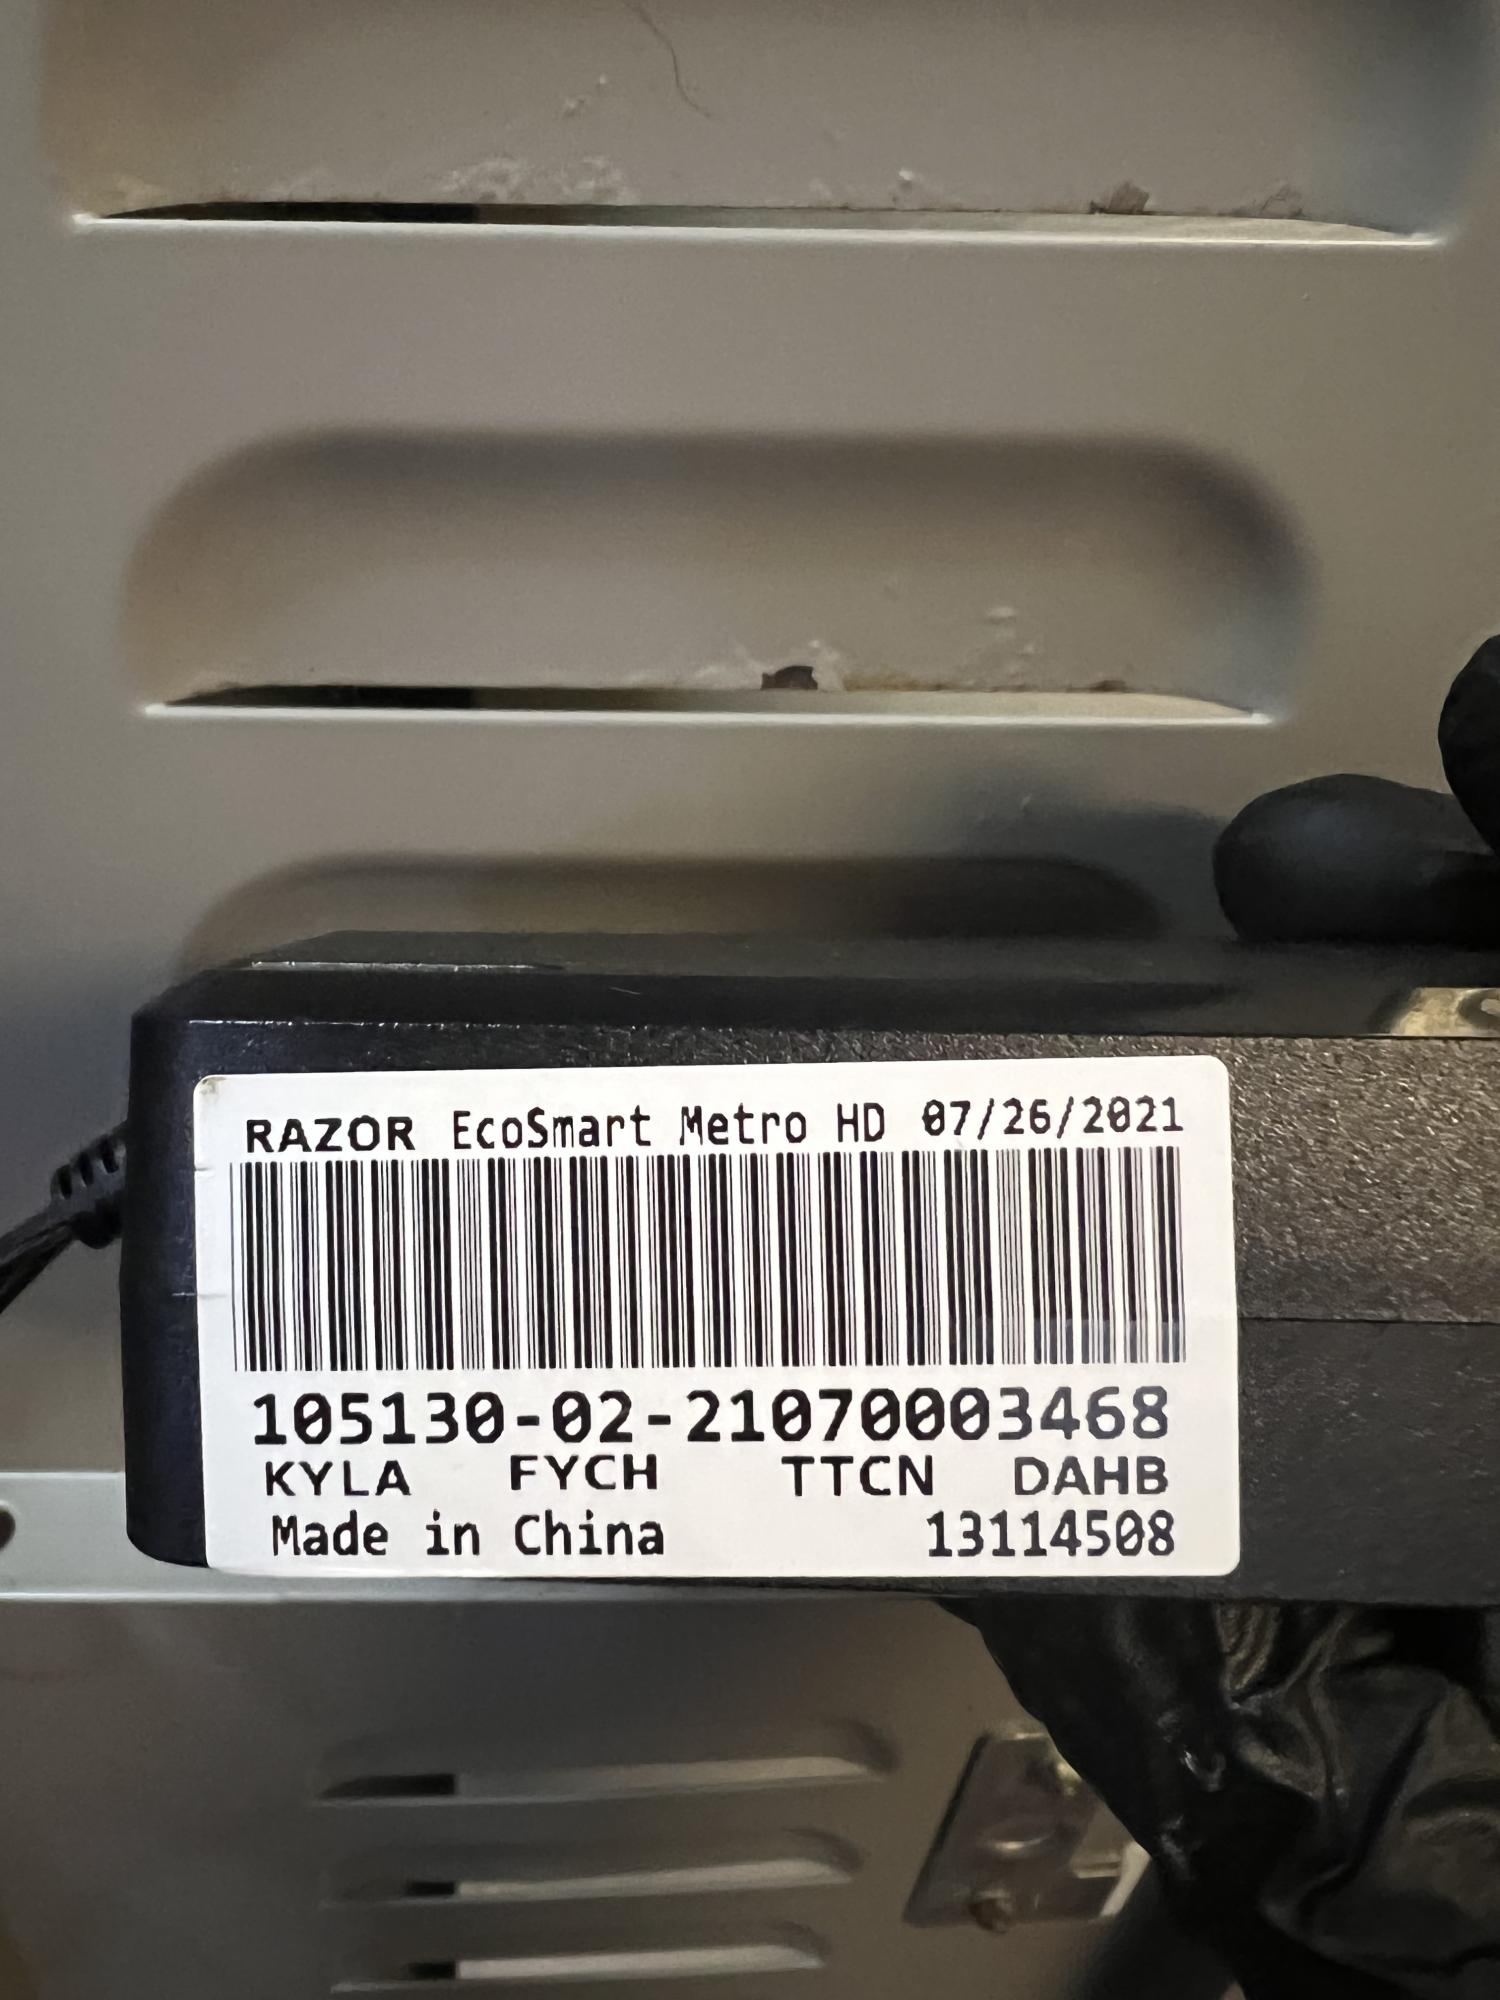 RAZOR EcoSmart Metro HD 07/26/2021
105130-02-21070003468
KYLA FYCH TTCN DAHB
Made in China 13114508